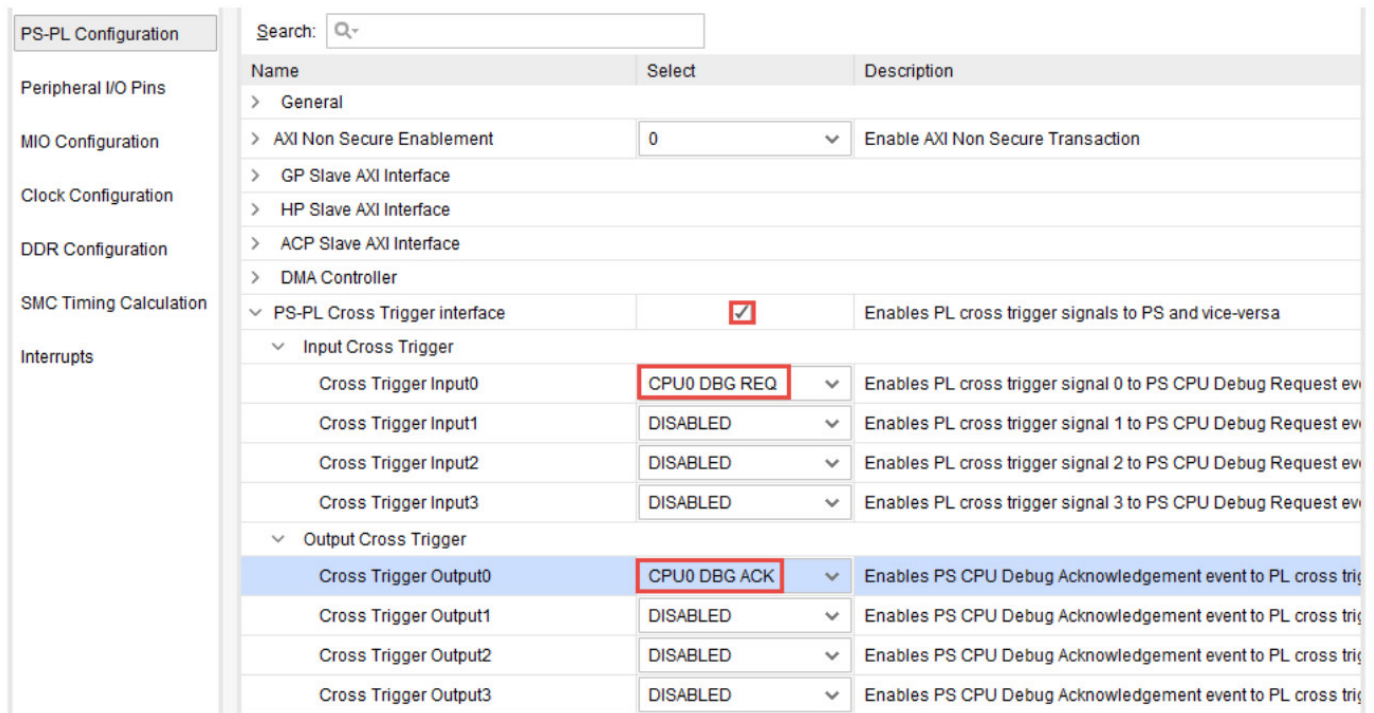 PS-PL Configuration
Peripheral I/O Pins
MIO Configuration
Clock Configuration
DDR Configuration
SMC Timing Calculation
Interrupts
Search:
Name Select Description
General
AXI Non Secure Enablement 0 Enable AXI Non Secure Transaction
GP Slave AXI Interface
HP Slave AXI Interface
ACP Slave AXI Interface
DMA Controller
PS-PL Cross Trigger interface Enables PL cross trigger signals to PS and vice-versa
Input Cross Trigger
Cross Trigger Input0 CPU0 DBG REQ Enables PL cross trigger signal 0 to PS CPU Debug Request
Cross Trigger Input1 DISABLED Enables PL cross trigger signal 1 to PS CPU Debug Request
Cross Trigger Input2 DISABLED Enables PL cross trigger signal 2 to PS CPU Debug Request
Cross Trigger Input3 DISABLED Enables PL cross trigger signal 3 to PS CPU Debug Request
Output Cross Trigger
Cross Trigger Output0 CPU0 DBG ACK Enables PS CPU Debug Acknowledgement event to PL cross
Cross Trigger Output1 DISABLED Enables PS CPU Debug Acknowledgement event to PL cross
Cross Trigger Output2 DISABLED Enables PS CPU Debug Acknowledgement event to PL cross
Cross Trigger Output3 DISABLED Enables PS CPU Debug Acknowledgement event to PL cross